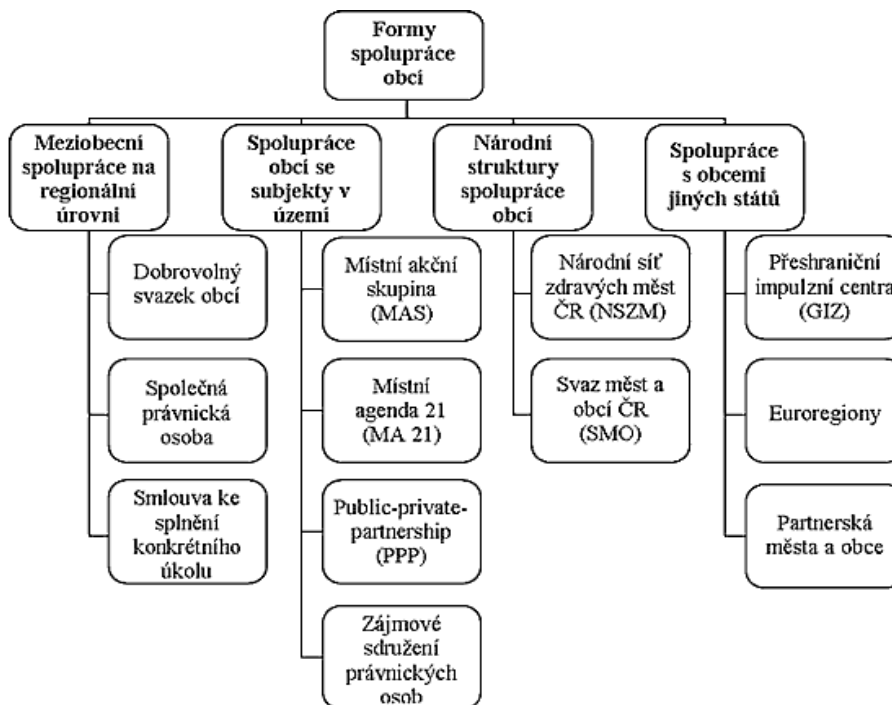 Formy
spolupráce
obcí
Meziobecní
spolupráce na
regionální
úrovni
Dobrovolný
svazek obcí
Společná
právnická
osoba
Smlouva ke
splnění
konkrétního
úkolu
Spolupráce
obcí se
subjekty v
území
Místní akční
skupina
(MAS)
Místní
agenda 21
(MA 21)
Public-private-
partnership
(PPP)
Zájmové
sdružení
právnických
osob
Národní
struktury
spolupráce
obcí
Národní síť
zdravých měst
ČR (NSZM)
Svaz měst a
obcí ČR
(SMO)
Spolupráce
s obcemi
jiných států
Přeshraniční
impulzní centra
(GIZ)
Euroregiony
Partnerská
města a obce